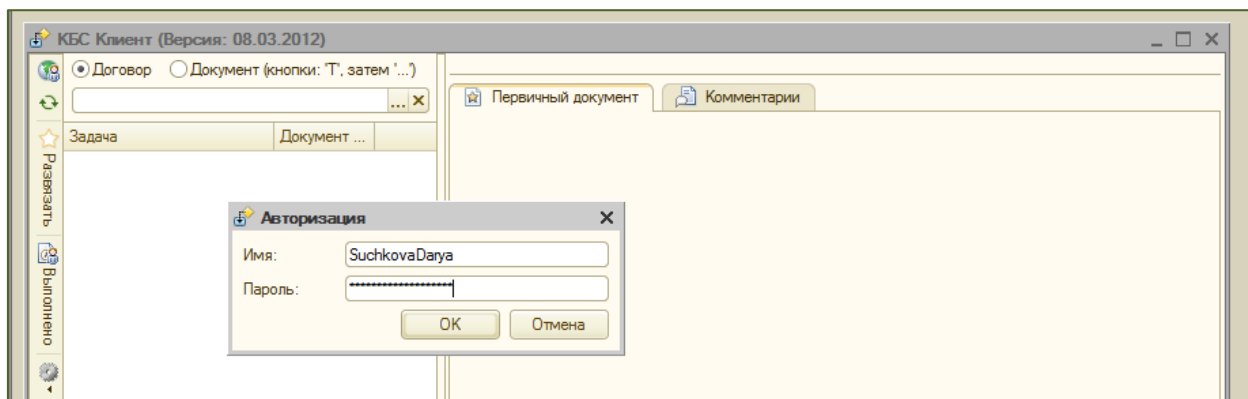 КБС Клиент (Версия: 08.03.2012)
Договор Документ (кнопки: 'Т', затем '...')
... ×
Первичный документ Комментарии
Задача Документ ...
Развязать
Выполнено
Авторизация
Имя: SuchkovaDarya
Пароль: ********************
OK Отмена